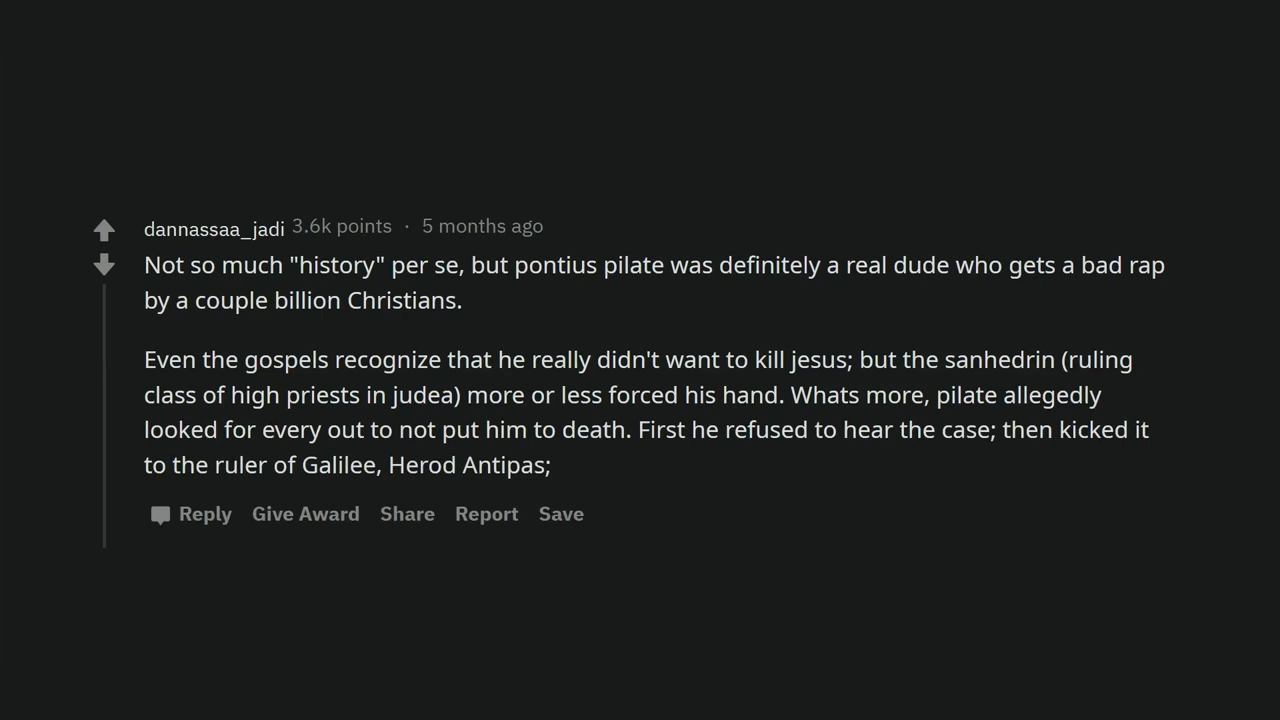 dannassaa_jadi 3.6k points · 5 months ago
Not so much "history" per se, but pontius pilate was definitely a real dude who gets a bad rap
by a couple billion Christians.
Even the gospels recognize that he really didn't want to kill jesus; but the sanhedrin (ruling
class of high priests in judea) more or less forced his hand. Whats more, pilate allegedly
looked for every out to not put him to death. First he refused to hear the case; then kicked it
to the ruler of Galilee, Herod Antipas;
Reply Give Award Share Report Save